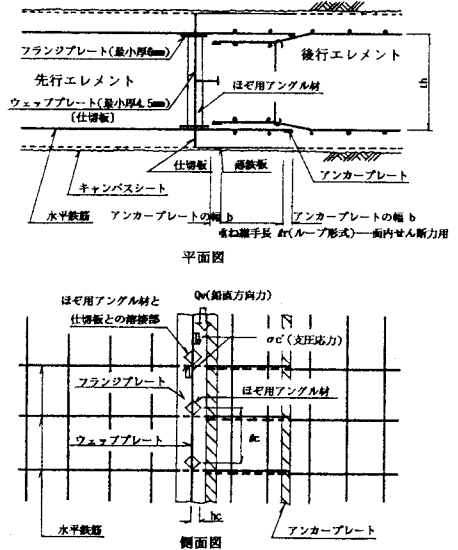 フランジプレート(最小厚6mm)
先行エレメント
後行エレメント
ウェッブプレート(最小厚4.5mm)
〔仕切板〕
ほぞ用アングル材
th
仕切板
薄鉄板
アンカープレート
キャンバスシート
水平鉄筋
アンカープレートの幅 b
アンカープレートの幅 b
重ね継手長 ℓr(ループ形式)—面内せん断力用
平面図
ほぞ用アングル材と
仕切板との溶接部
Qw(鉛直方向力)
σc'(支圧応力)
フランジプレート
ほぞ用アングル材
ウェッブプレート
ℓc
水平鉄筋
hc
アンカープレート
側面図